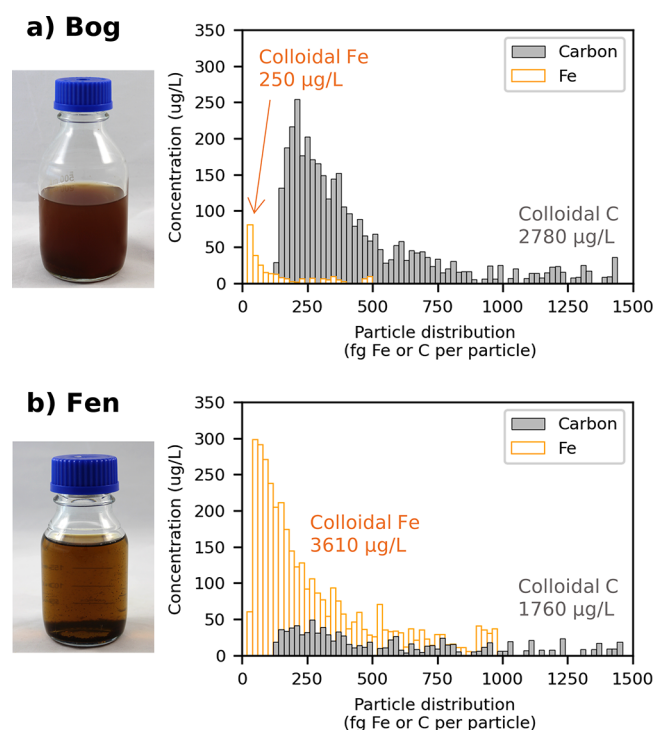 a) Bog
Concentration (ug/L)
350
300
250
200
150
100
50
0
Colloidal Fe
250 µg/L
Carbon
Fe
Colloidal C
2780 µg/L
0 250 500 750 1000 1250 1500
Particle distribution
(fg Fe or C per particle)
b) Fen
Concentration (ug/L)
350
300
250
200
150
100
50
0
Carbon
Fe
Colloidal Fe
3610 µg/L
Colloidal C
1760 µg/L
0 250 500 750 1000 1250 1500
Particle distribution
(fg Fe or C per particle)